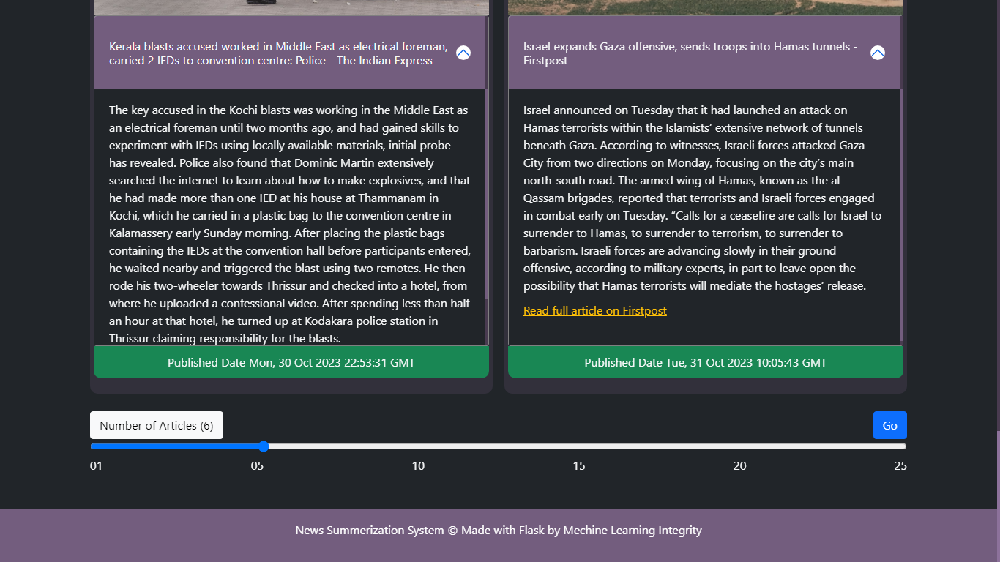 Kerala blasts accused worked in Middle East as electrical foreman,
carried 2 IEDs to convention centre: Police - The Indian Express
The key accused in the Kochi blasts was working in the Middle East as
an electrical foreman until two months ago, and had gained skills to
experiment with IEDs using locally available materials, initial probe
has revealed. Police also found that Dominic Martin extensively
searched the internet to learn about how to make explosives, and that
he had made more than one IED at his house at Thammanam in
Kochi, which he carried in a plastic bag to the convention centre in
Kalamassery early Sunday morning. After placing the plastic bags
containing the IEDs at the convention hall before participants entered,
he waited nearby and triggered the blast using two remotes. He then
rode his two-wheeler towards Thrissur and checked into a hotel, from
where he uploaded a confessional video. After spending less than half
an hour at that hotel, he turned up at Kodakara police station in
Thrissur claiming responsibility for the blasts.
Published Date Mon, 30 Oct 2023 22:53:31 GMT
Israel expands Gaza offensive, sends troops into Hamas tunnels -
Firstpost
Israel announced on Tuesday that it had launched an attack on
Hamas terrorists within the Islamists’ extensive network of tunnels
beneath Gaza. According to witnesses, Israeli forces attacked Gaza
City from two directions on Monday, focusing on the city’s main
north-south road. The armed wing of Hamas, known as the al-
Qassam brigades, reported that terrorists and Israeli forces engaged
in combat early on Tuesday. “Calls for a ceasefire are calls for Israel to
surrender to Hamas, to surrender to terrorism, to surrender to
barbarism. Israeli forces are advancing slowly in their ground
offensive, according to military experts, in part to leave open the
possibility that Hamas terrorists will mediate the hostages’ release.
Read full article on Firstpost
Published Date Tue, 31 Oct 2023 10:05:43 GMT
Number of Articles (6)
Go
01 05 10 15 20 25
News Summerization System © Made with Flask by Mechine Learning Integrity